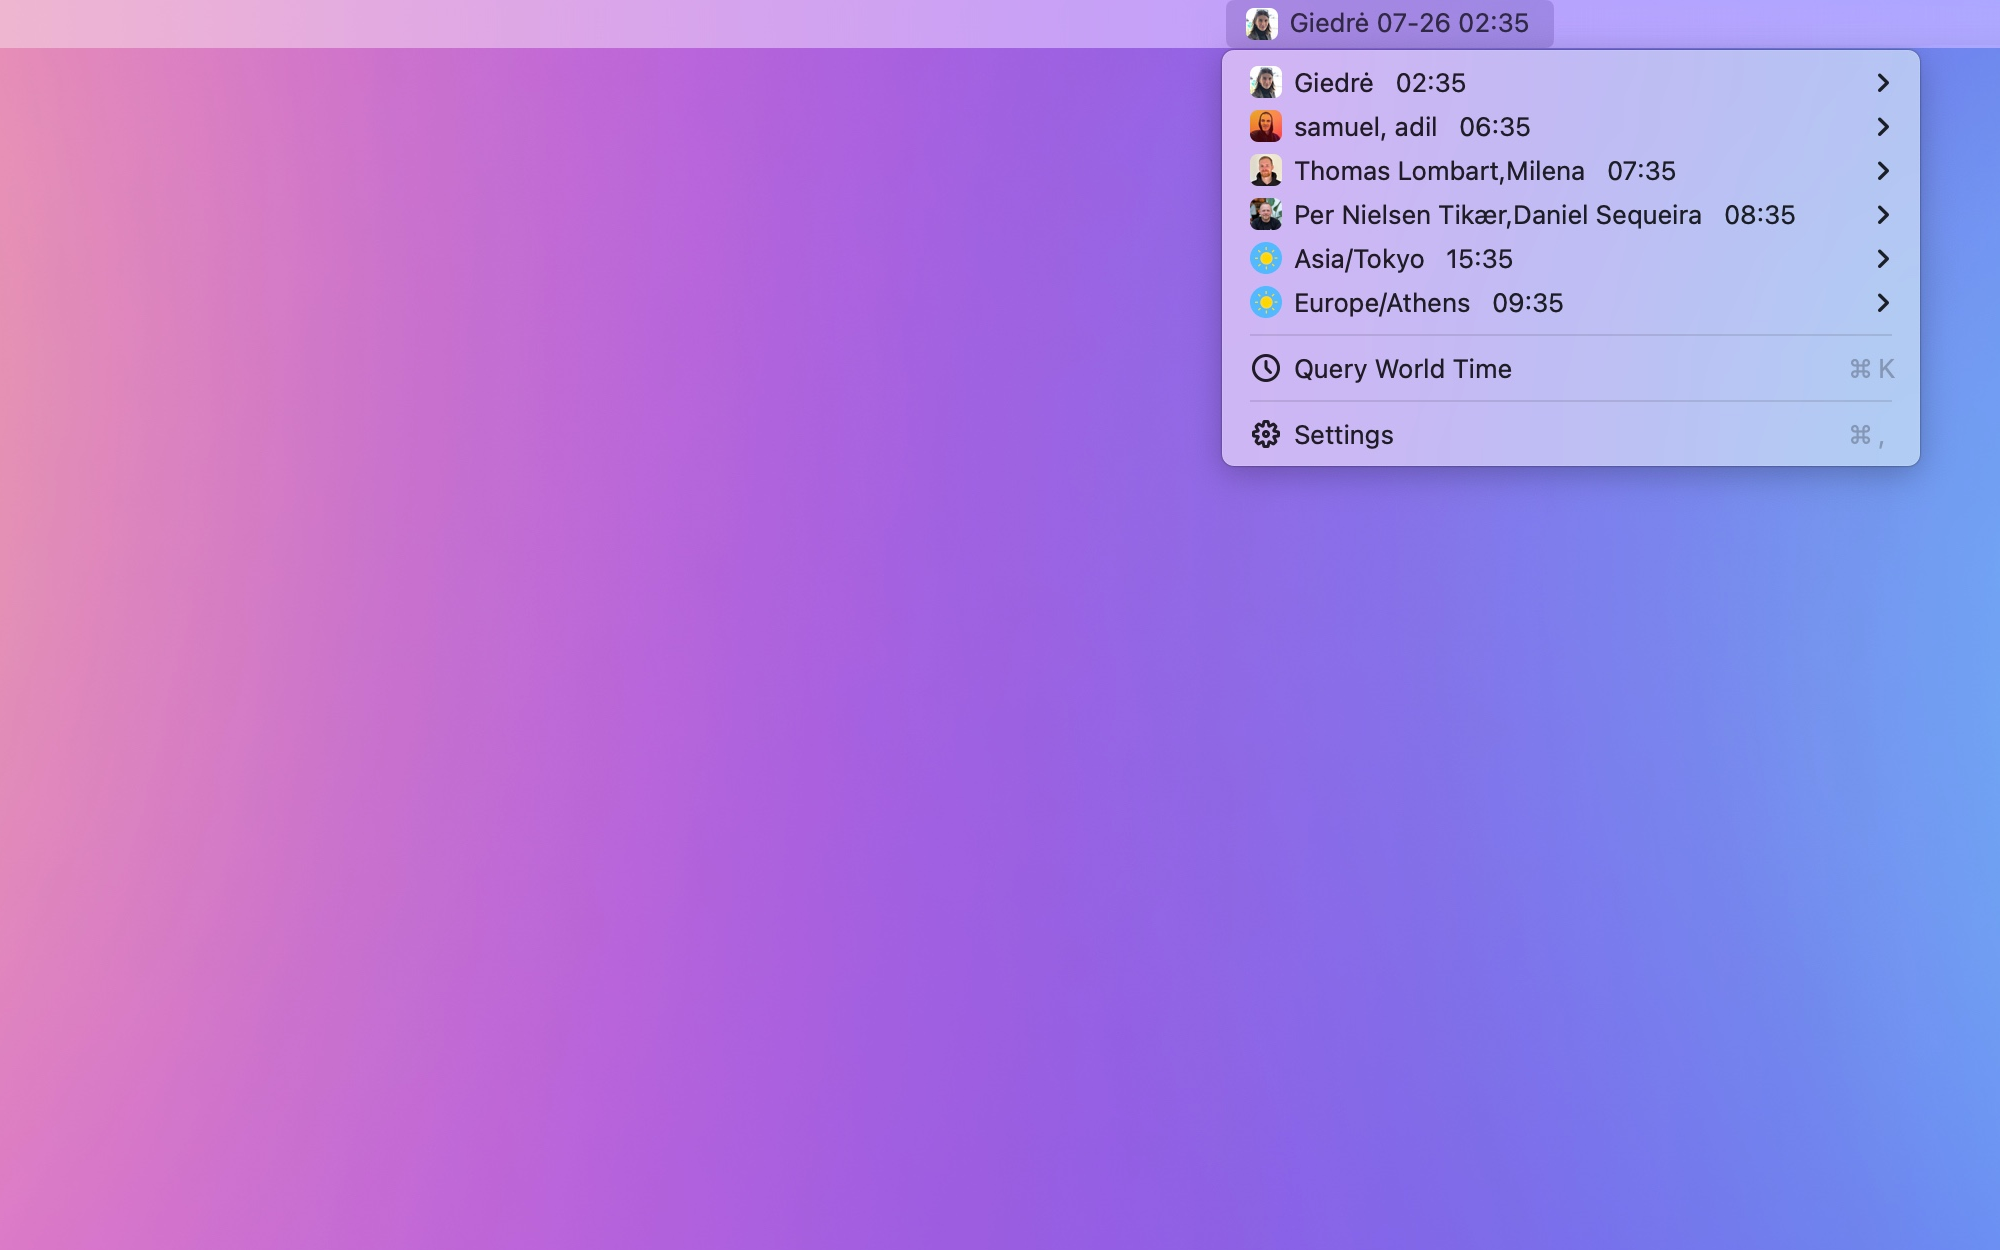 Giedrė 07-26 02:35
Giedrė 02:35
samuel, adil 06:35
Thomas Lombart,Milena 07:35
Per Nielsen Tikær,Daniel Sequeira 08:35
Asia/Tokyo 15:35
Europe/Athens 09:35
Query World Time ⌘ K
Settings ⌘ ,